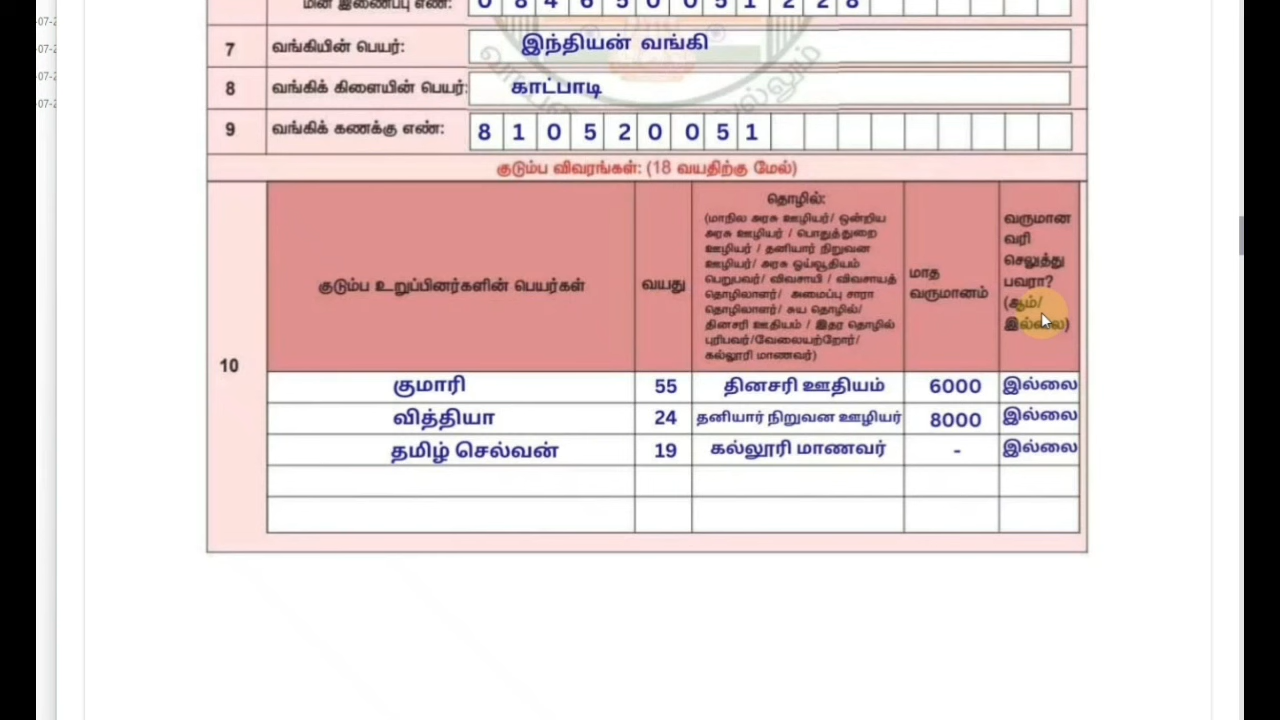 மின் இணைப்பு எண்: 0 8 4 6 5 0 0 5 1 2 2 8
7 வங்கியின் பெயர்: இந்தியன் வங்கி
8 வங்கிக் கிளையின் பெயர்: காட்பாடி
9 வங்கிக் கணக்கு எண்: 8 1 0 5 2 0 0 5 1
குடும்ப விவரங்கள்: (18 வயதிற்கு மேல்)
10
குடும்ப உறுப்பினர்களின் பெயர்கள்
வயது
தொழில்:
(மாநில அரசு ஊழியர்/ ஒன்றிய
அரசு ஊழியர் / பொதுத்துறை
ஊழியர் / தனியார் நிறுவன
ஊழியர்/ அரசு ஓய்வூதியம்
பெறுபவர்/ விவசாயி / விவசாயத்
தொழிலாளர்/ அமைப்பு சாரா
தொழிலாளர்/ சுய தொழில்/
தினசரி ஊதியம் / இதர தொழில்
புரிபவர்/வேலையற்றோர்/
கல்லூரி மாணவர்)
மாத
வருமானம்
வருமான
வரி
செலுத்து
பவரா?
(ஆம்/
இல்லை)
குமாரி 55 தினசரி ஊதியம் 6000 இல்லை
வித்தியா 24 தனியார் நிறுவன ஊழியர் 8000 இல்லை
தமிழ் செல்வன் 19 கல்லூரி மாணவர் - இல்லை